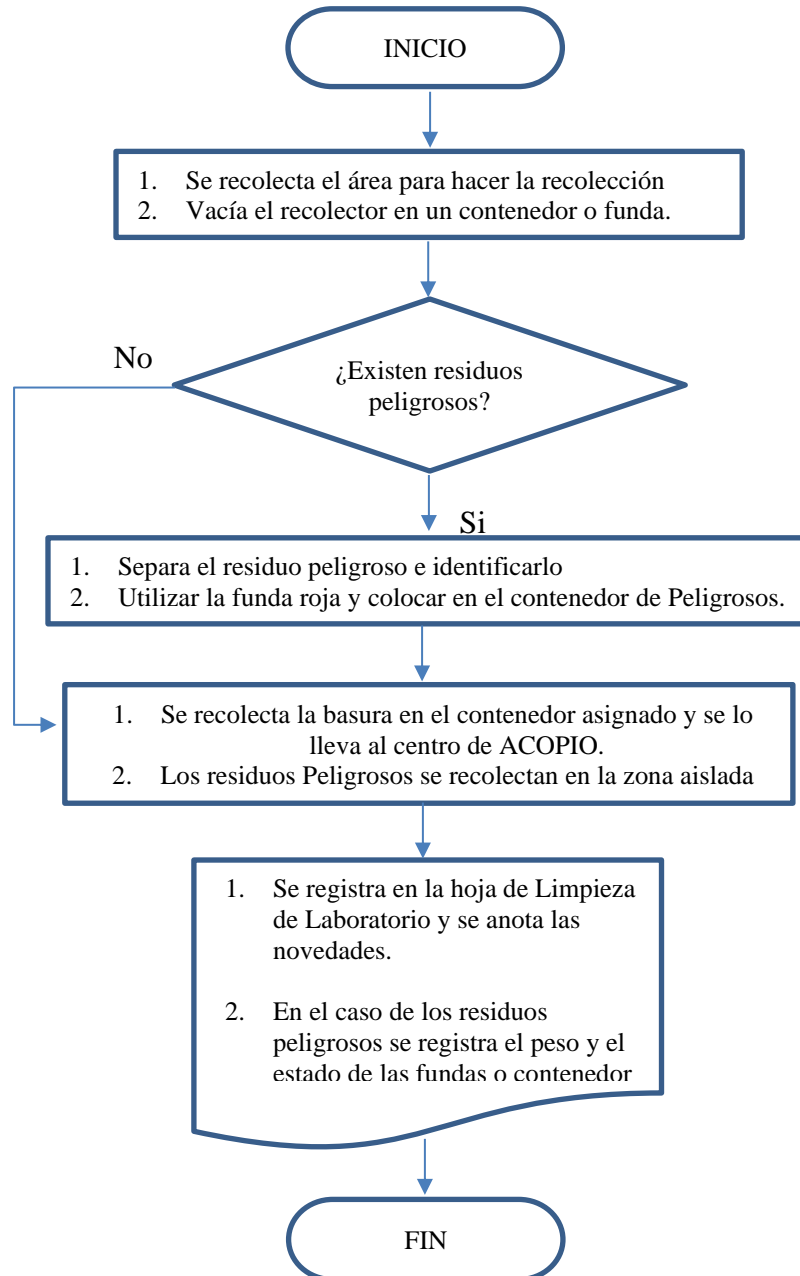 INICIO
1. Se recolecta el área para hacer la recolección
2. Vacía el recolector en un contenedor o funda.
No
¿Existen residuos
peligrosos?
Si
1. Separa el residuo peligroso e identificarlo
2. Utilizar la funda roja y colocar en el contenedor de Peligrosos.
1. Se recolecta la basura en el contenedor asignado y se lo
lleva al centro de ACOPIO.
2. Los residuos Peligrosos se recolectan en la zona aislada
1. Se registra en la hoja de Limpieza
de Laboratorio y se anota las
novedades.
2. En el caso de los residuos
peligrosos se registra el peso y el
estado de las fundas o contenedor
FIN